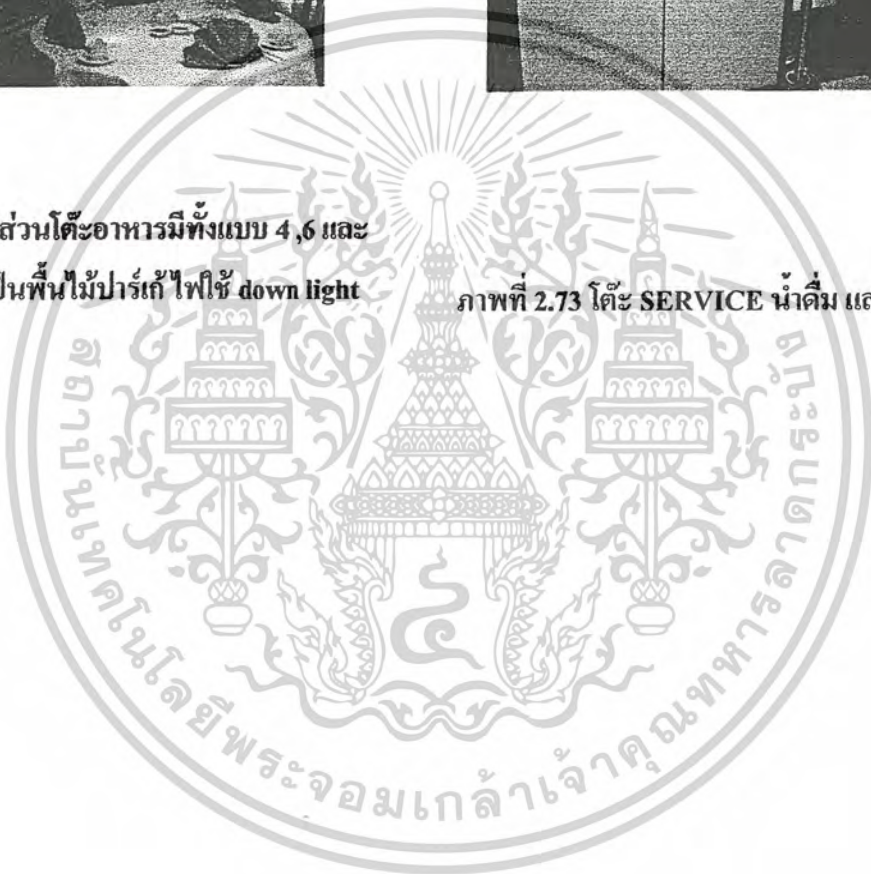 ส่วนโต๊ะอาหารมีทั้งแบบ 4 ,6 และ
ป็นพื้นไม้ปาร์เก้ ไฟใช้ down light
ภาพที่ 2.73 โต๊ะ SERVICE น้ำดื่ม แล
สถาบันเทคโนโลยีพระจอมเกล้าเจ้าคุณทหารลาดกระบัง